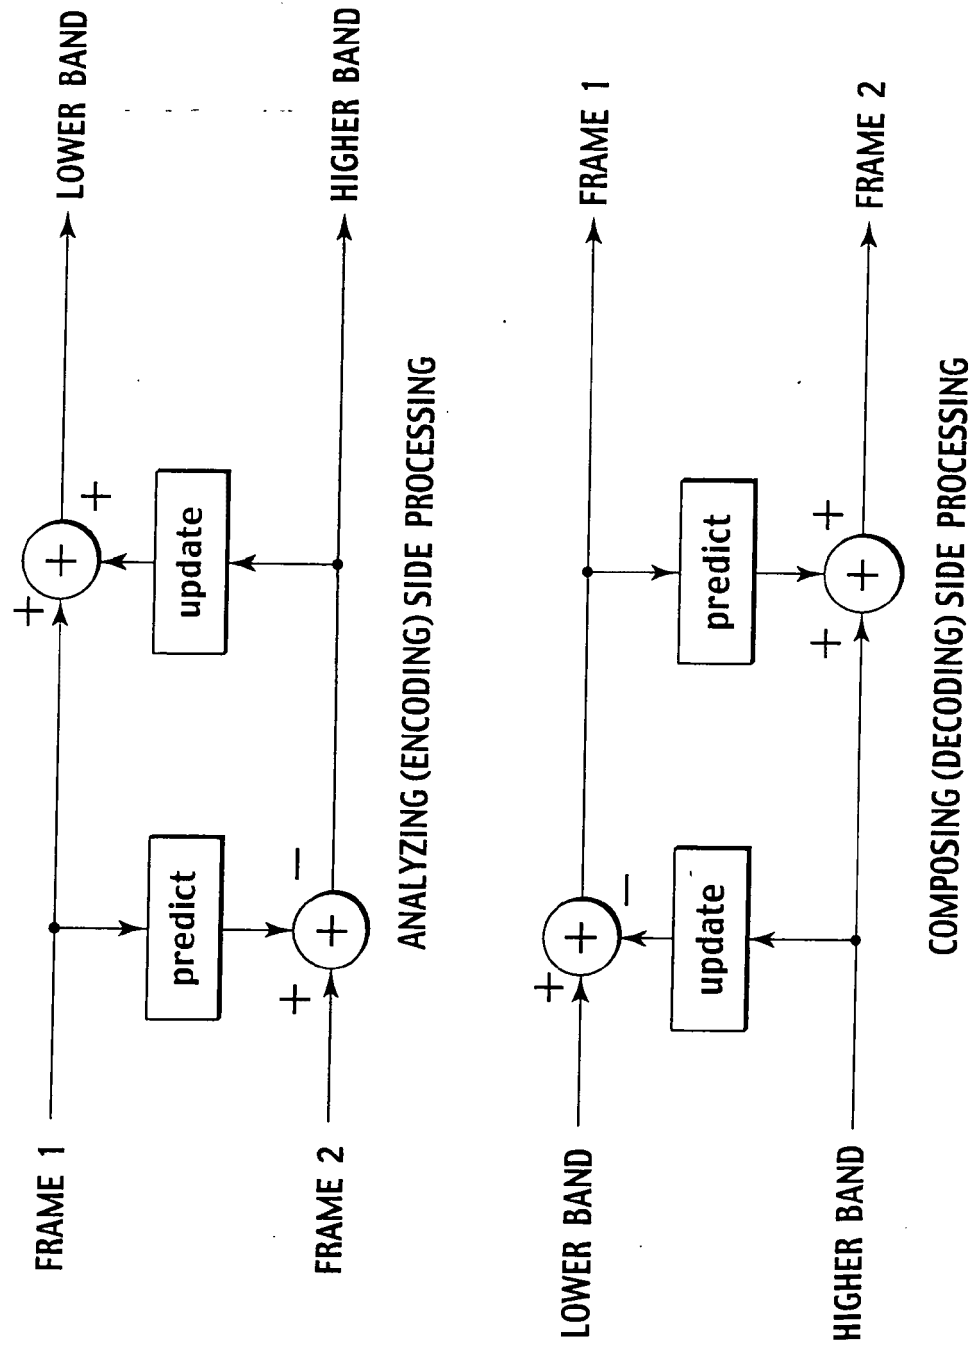 FRAME 1
+
+
+
LOWER BAND
predict
update
FRAME 2
+
+
−
HIGHER BAND
ANALYZING (ENCODING) SIDE PROCESSING
LOWER BAND
+
+
−
FRAME 1
update
predict
HIGHER BAND
+
+
+
FRAME 2
COMPOSING (DECODING) SIDE PROCESSING